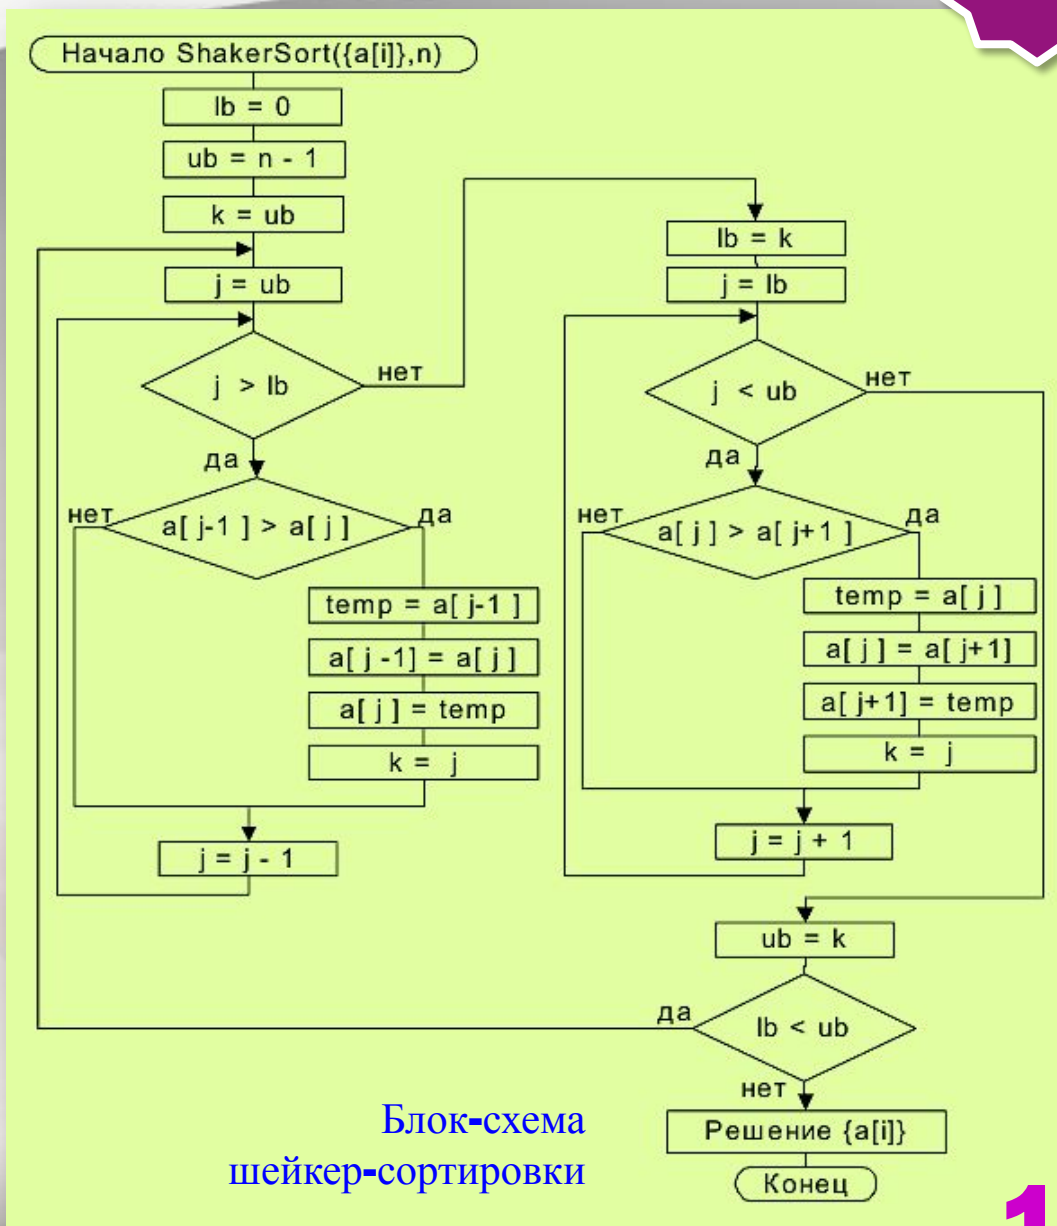 Начало ShakerSort({a[i]},n)
lb = 0
ub = n - 1
k = ub
j = ub
j > lb
нет
да
a[ j-1 ] > a[ j ]
нет
да
temp = a[ j-1 ]
a[ j -1] = a[ j ]
a[ j ] = temp
k = j
j = j - 1
lb = k
j = lb
j < ub
нет
да
a[ j ] > a[ j+1 ]
нет
да
temp = a[ j ]
a[ j ] = a[ j+1]
a[ j+1] = temp
k = j
j = j + 1
ub = k
lb < ub
да
нет
Решение {a[i]}
Конец
Блок-схема
шейкер-сортировки
1